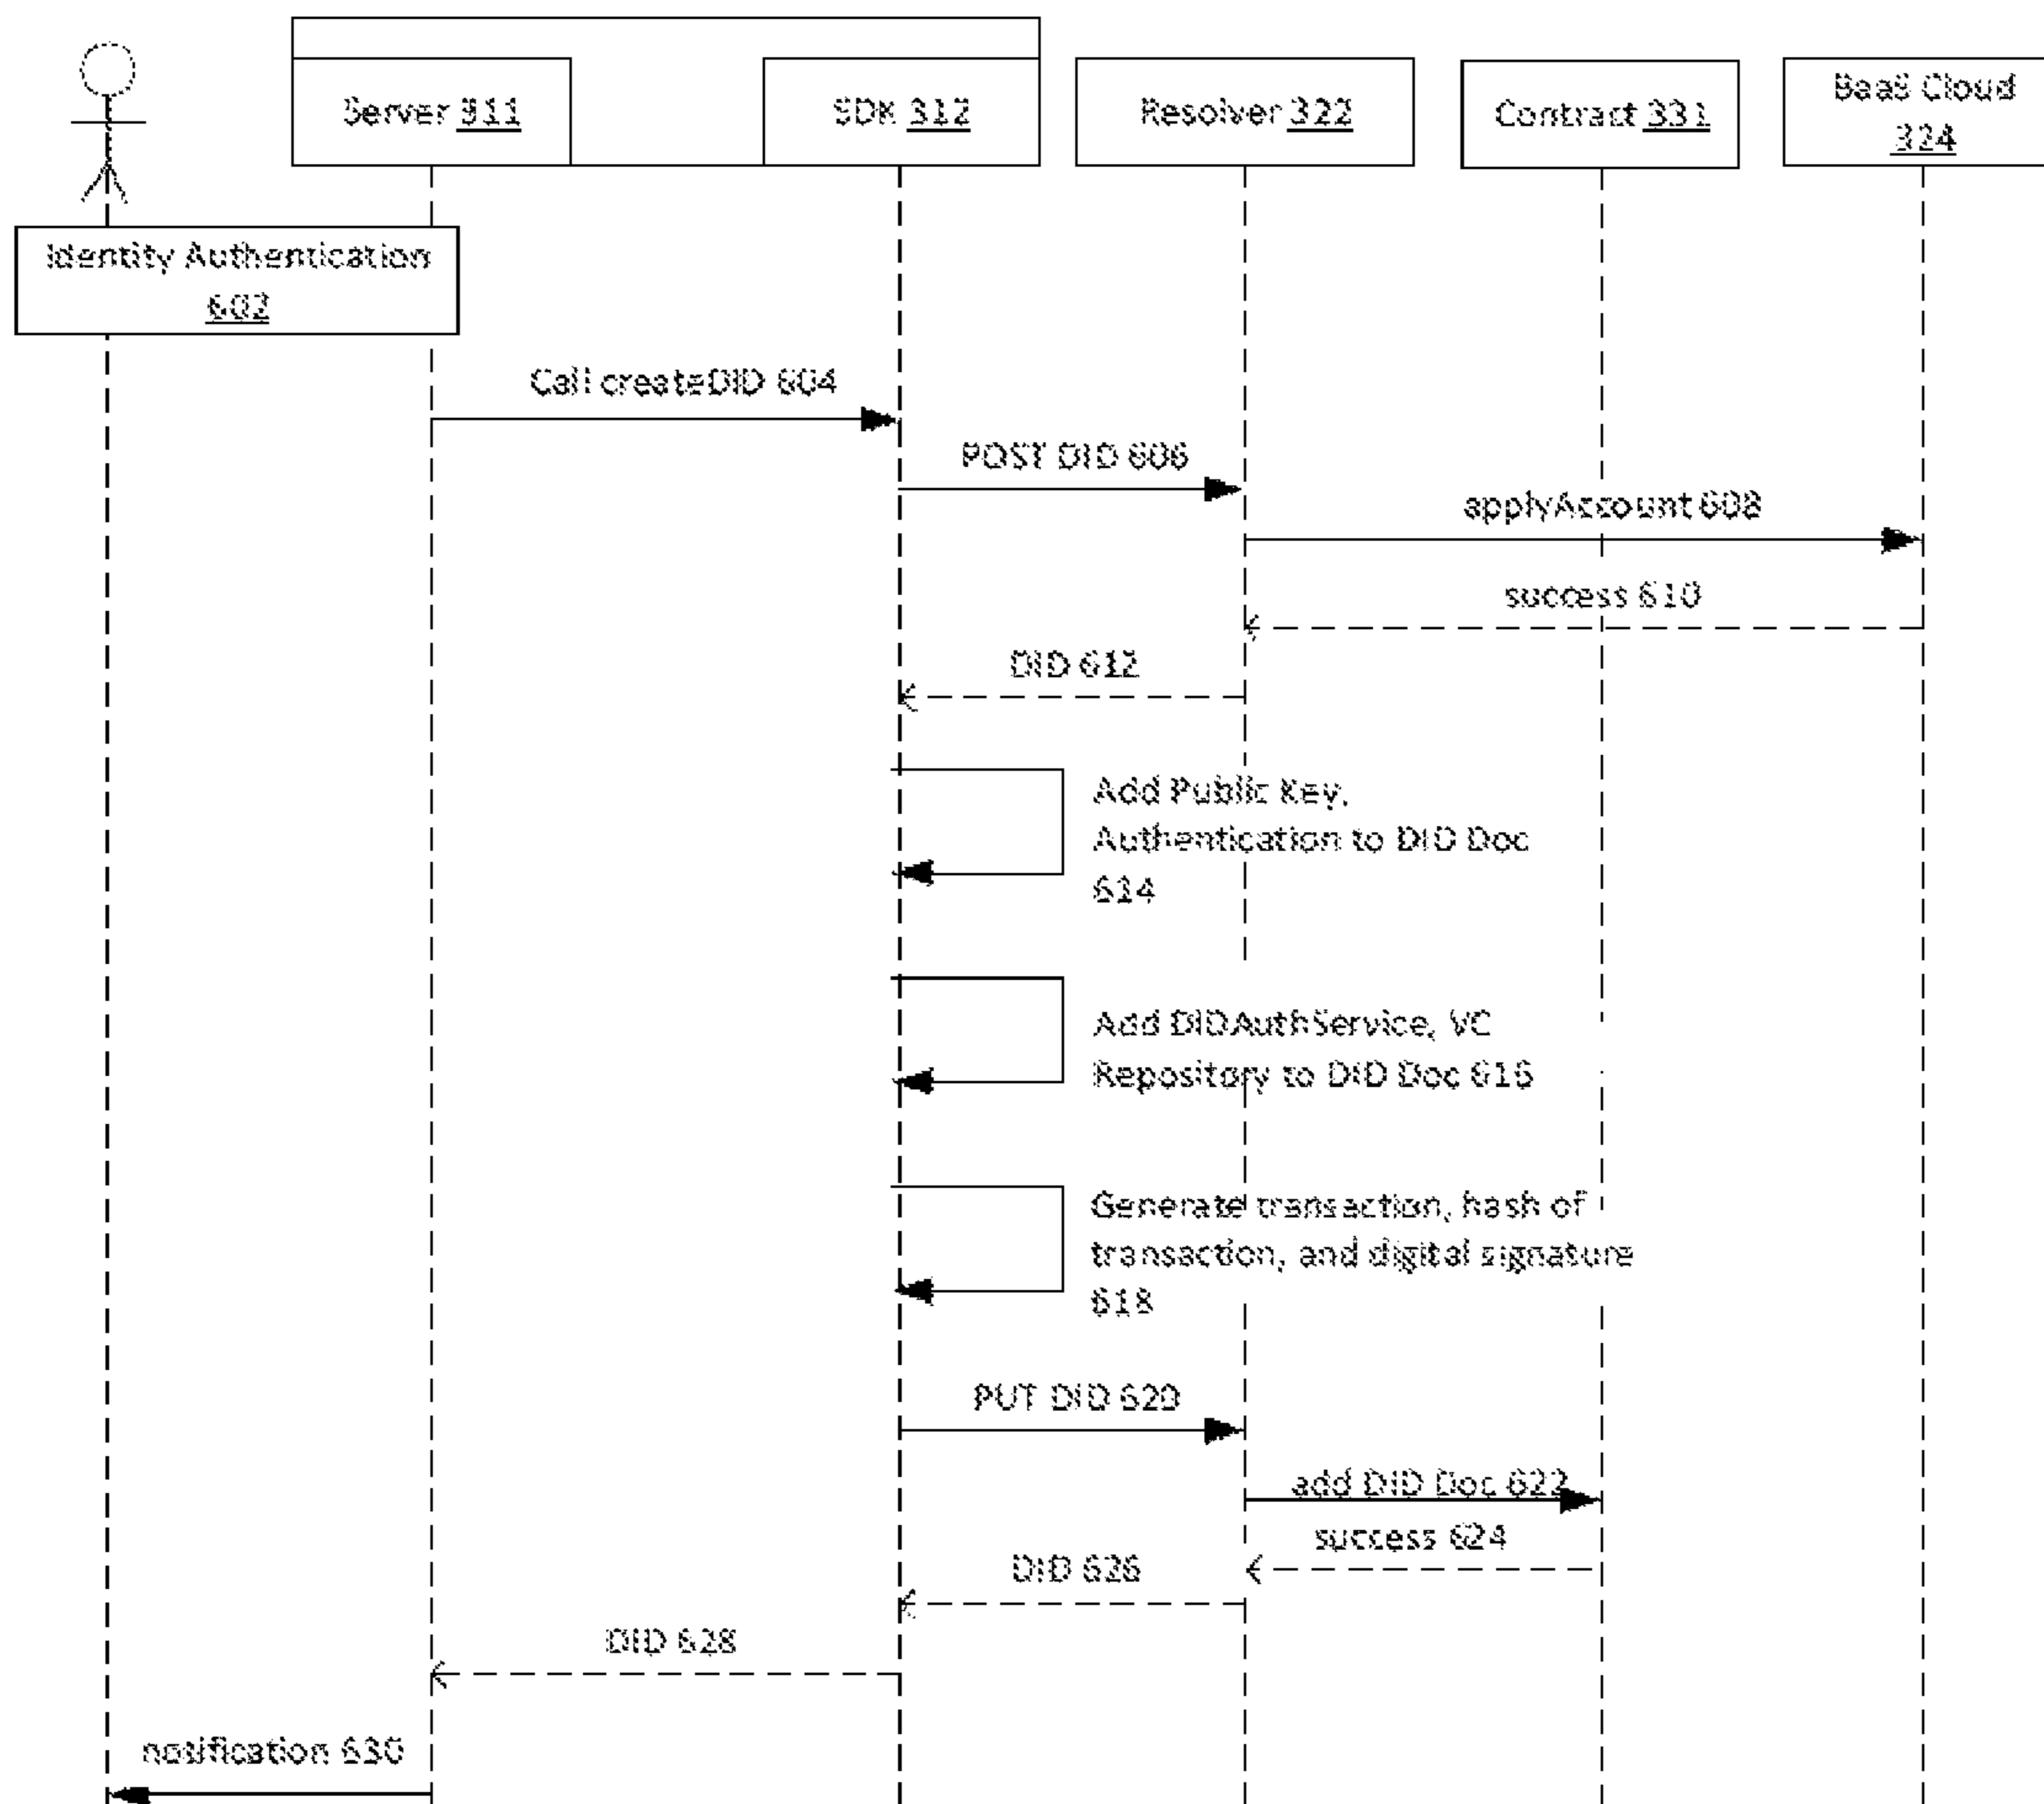 Server 311
SDK 312
Resolver 322
Contract 331
BaaS Cloud
324
Identity Authentication
602
Call createDID 604
POST DID 606
applyAccount 608
success 610
DID 612
Add Public Key,
Authentication to DID Doc
614
Add DIDAuthService, VC
Repository to DID Doc 616
Generate transaction, hash of
transaction, and digital signature
618
PUT DID 620
add DID Doc 622
success 624
DID 626
DID 628
notification 630